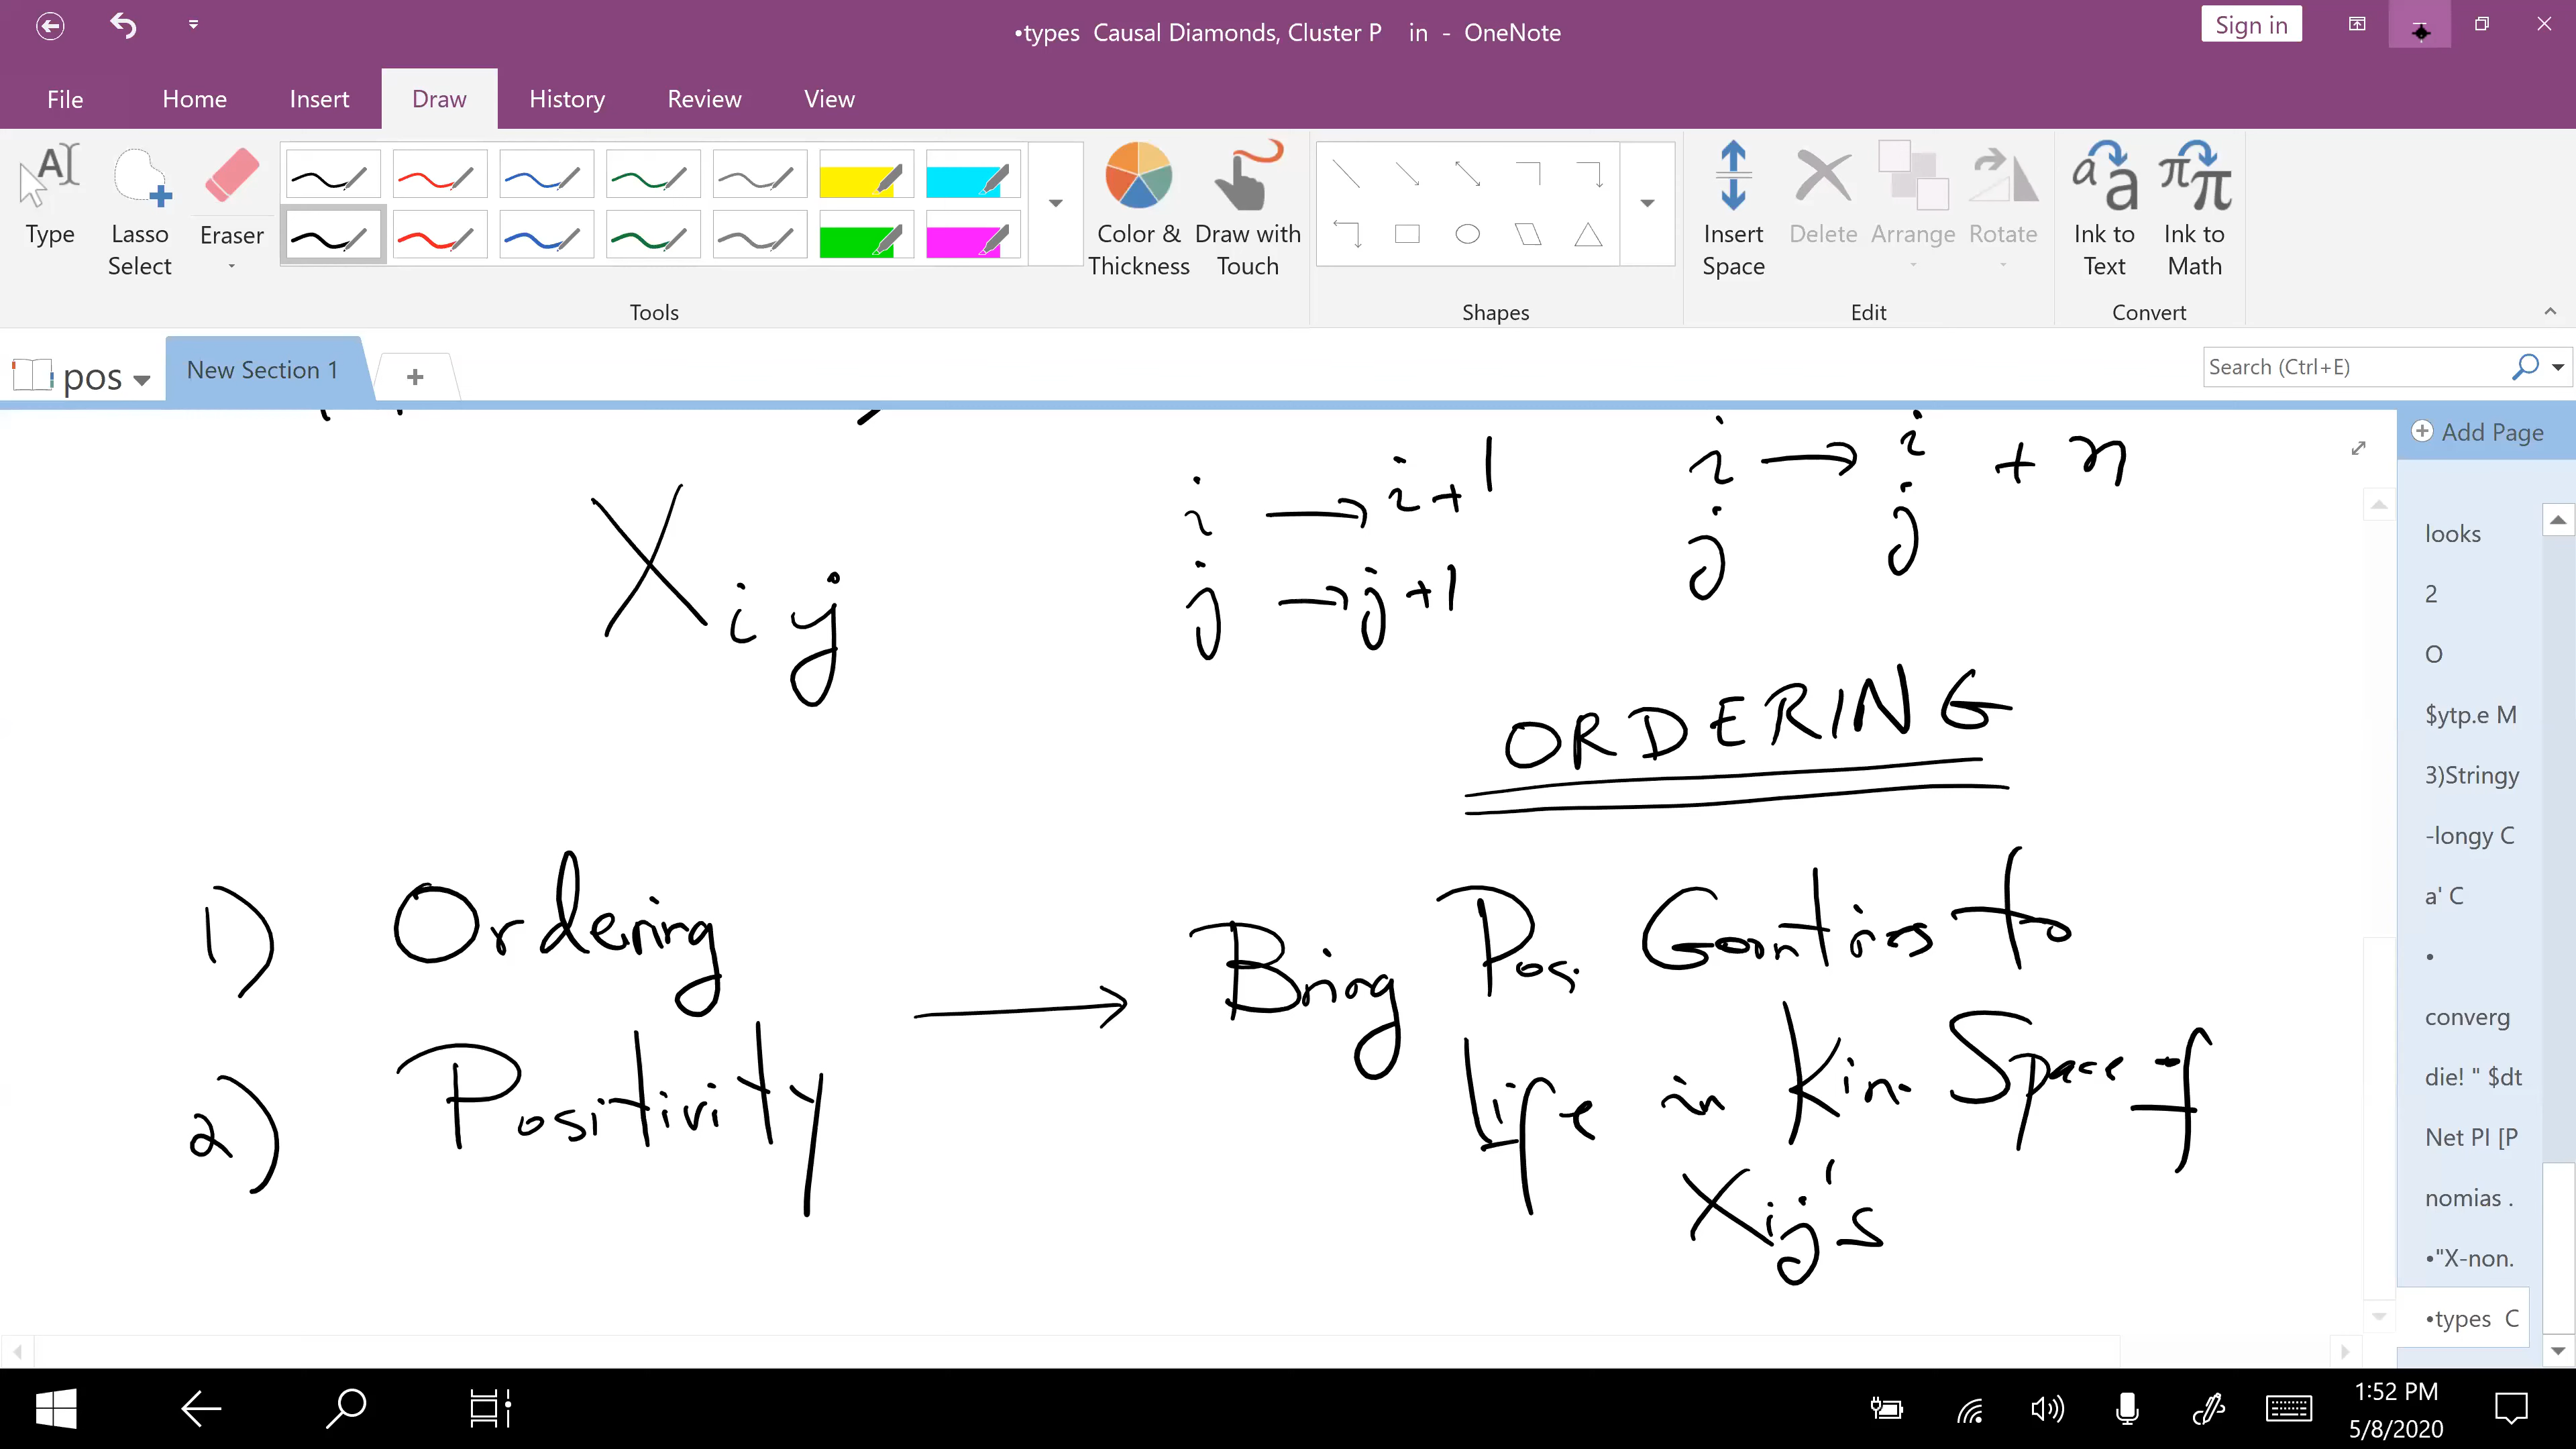 •types Causal Diamonds, Cluster P in - OneNote
Sign in
File Home Insert Draw History Review View
Type
Lasso Select
Eraser
Color & Thickness
Draw with Touch
Insert Space
Delete
Arrange
Rotate
Ink to Text
Ink to Math
Tools
Shapes
Edit
Convert
pos
New Section 1
Search (Ctrl+E)
X i j
i → i+1
j → j+1
i → i + n
j j
ORDERING
1) Ordering
2) Positivity
→ Bring Pos. to
Life in Kin. Space of
Xij's
Add Page
looks
2
O
$ytp.e M
3)Stringy
-longy C
a' C
•
converg
die! " $dt
Net PI [P
nomias .
•"X-non.
•types C
1:52 PM
5/8/2020